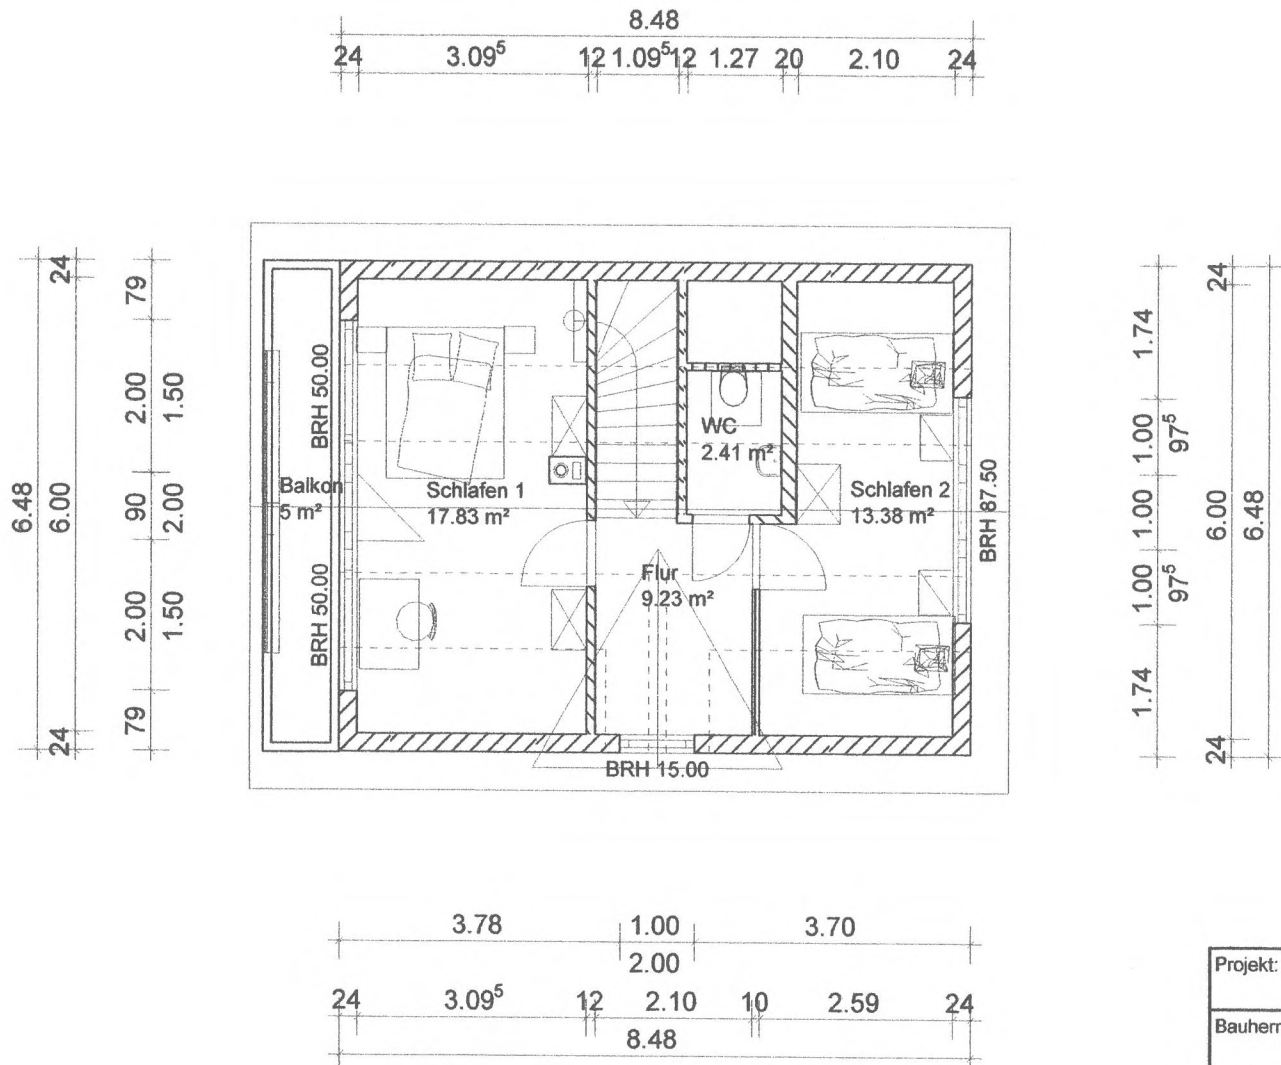 8.48
24 3.09⁵ 12 1.09⁵ 12 1.27 20 2.10 24
6.48
24 6.00 24
79 2.00 90 2.00 79
1.50 2.00 1.50
BRH 50.00
BRH 50.00
Balkon
5 m²
Schlafen 1
17.83 m²
WC
2.41 m²
Flur
9.23 m²
Schlafen 2
13.38 m²
BRH 87.50
BRH 15.00
1.74 1.00 1.00 1.00 1.74
97⁵ 97⁵
24 6.00 24
6.48
3.78 1.00 3.70
2.00
24 3.09⁵ 12 2.10 10 2.59 24
8.48
Projekt:
Bauherr